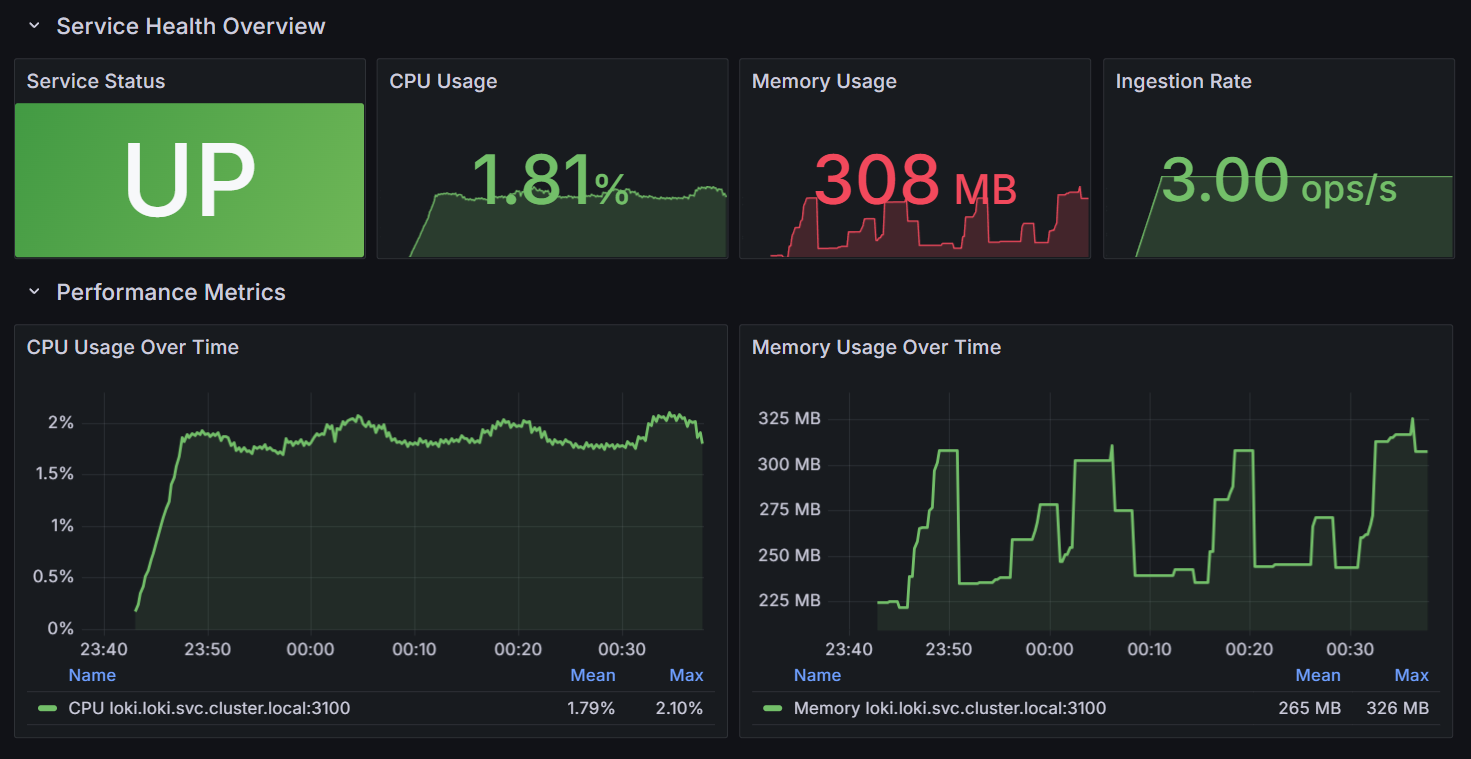 Service Health Overview
Service Status
CPU Usage
Memory Usage
Ingestion Rate
UP
1.81%
308 MB
3.00 ops/s
Performance Metrics
CPU Usage Over Time
2%
1.5%
1%
0.5%
0%
23:40 23:50 00:00 00:10 00:20 00:30
Name Mean Max
CPU loki.loki.svc.cluster.local:3100 1.79% 2.10%
Memory Usage Over Time
325 MB
300 MB
275 MB
250 MB
225 MB
23:40 23:50 00:00 00:10 00:20 00:30
Name Mean Max
Memory loki.loki.svc.cluster.local:3100 265 MB 326 MB